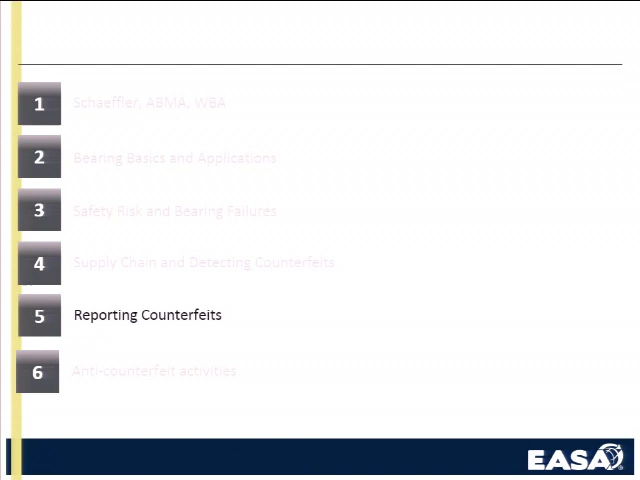 1 Schaeffler, ABMA, WBA
2 Bearing Basics and Applications
3 Safety Risk and Bearing Failures
4 Supply Chain and Detecting Counterfeits
5 Reporting Counterfeits
6 Anti-counterfeit activities
EASA